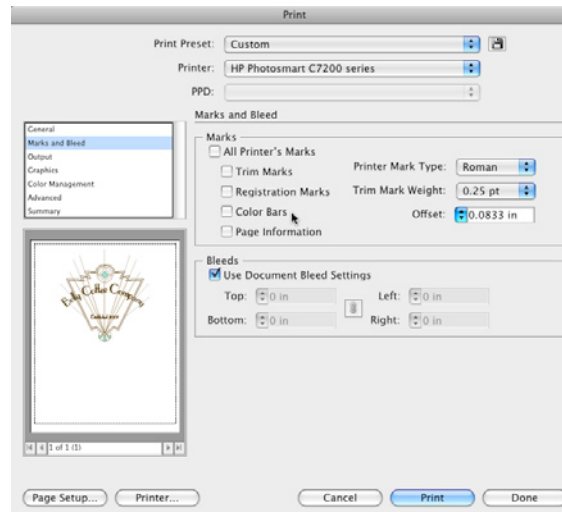 Print
Print Preset: Custom
Printer: HP Photosmart C7200 series
PPD:
Marks and Bleed
General
Marks and Bleed
Output
Graphics
Color Management
Advanced
Summary
Marks
All Printer's Marks
Trim Marks
Registration Marks
Color Bars
Page Information
Printer Mark Type: Roman
Trim Mark Weight: 0.25 pt
Offset: 0.0833 in
Bleeds
Use Document Bleed Settings
Top: 0 in
Left: 0 in
Bottom: 0 in
Right: 0 in
Coffee Company
1 of 1 (1)
Page Setup...
Printer...
Cancel
Print
Done